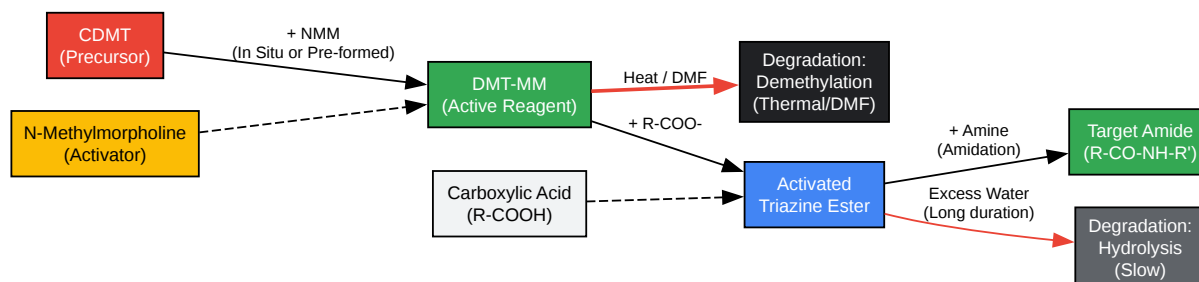 CDMT
(Precursor)
+ NMM
(In Situ or Pre-formed)
N-Methylmorpholine
(Activator)
DMT-MM
(Active Reagent)
Heat / DMF
Degradation:
Demethylation
(Thermal/DMF)
+ R-COO-
Carboxylic Acid
(R-COOH)
Activated
Triazine Ester
+ Amine
(Amidation)
Target Amide
(R-CO-NH-R')
Excess Water
(Long duration)
Degradation:
Hydrolysis
(Slow)